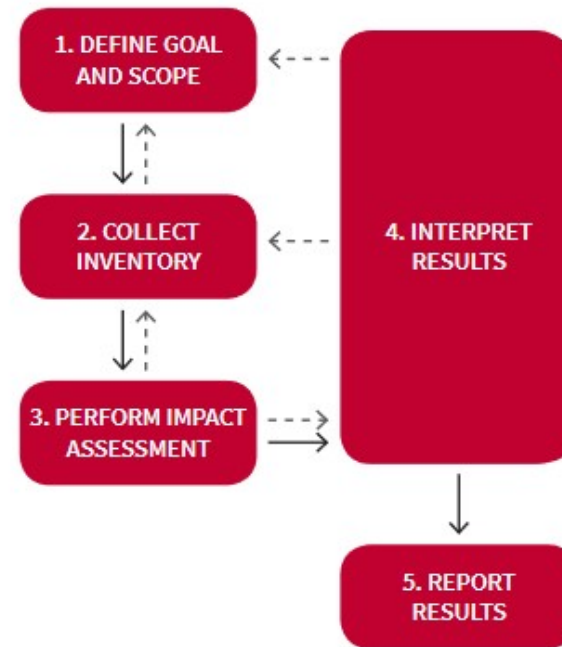 1. DEFINE GOAL
AND SCOPE
2. COLLECT
INVENTORY
3. PERFORM IMPACT
ASSESSMENT
4. INTERPRET
RESULTS
5. REPORT
RESULTS